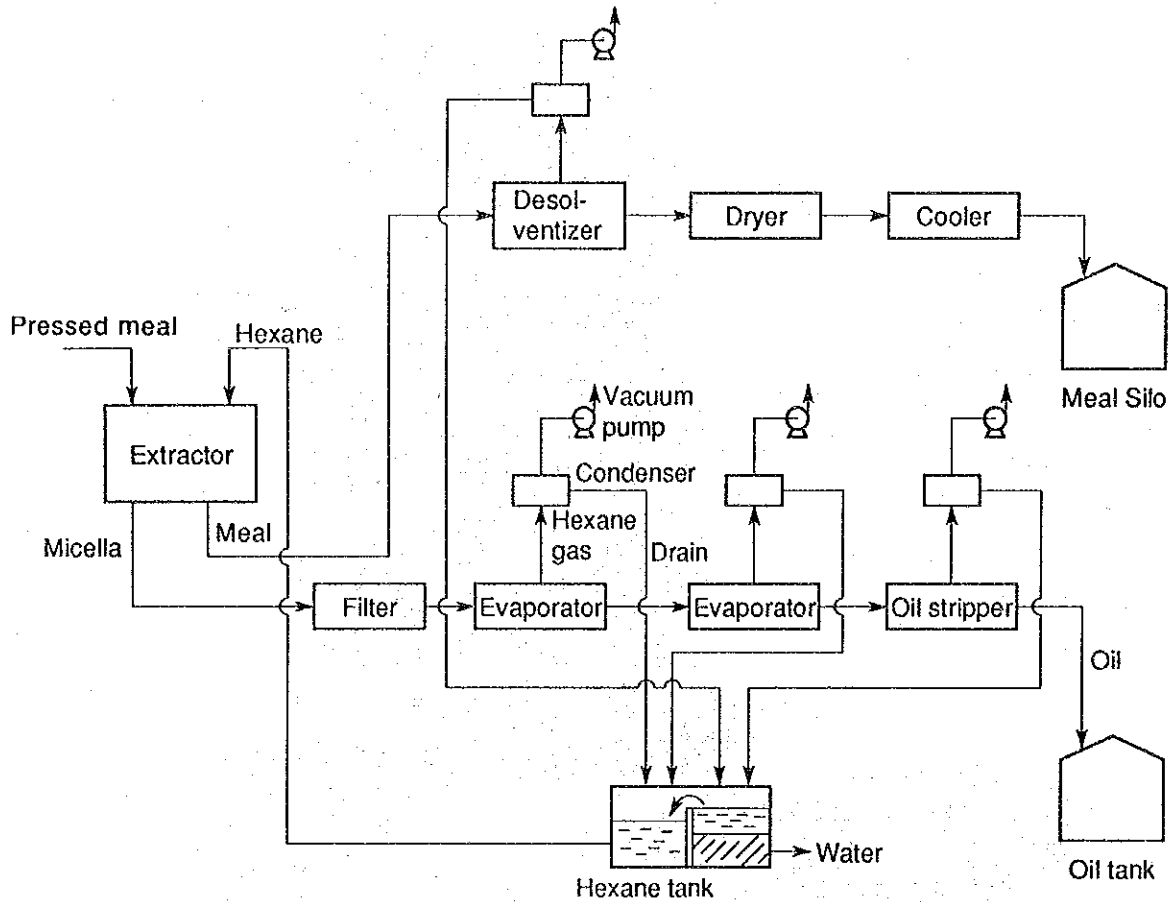 Desol-
ventizer
Dryer
Cooler
Pressed meal
Hexane
Meal Silo
Extractor
Vacuum
pump
Condenser
Micella
Meal
Hexane
gas
Drain
Filter
Evaporator
Evaporator
Oil stripper
Oil
Water
Hexane tank
Oil tank